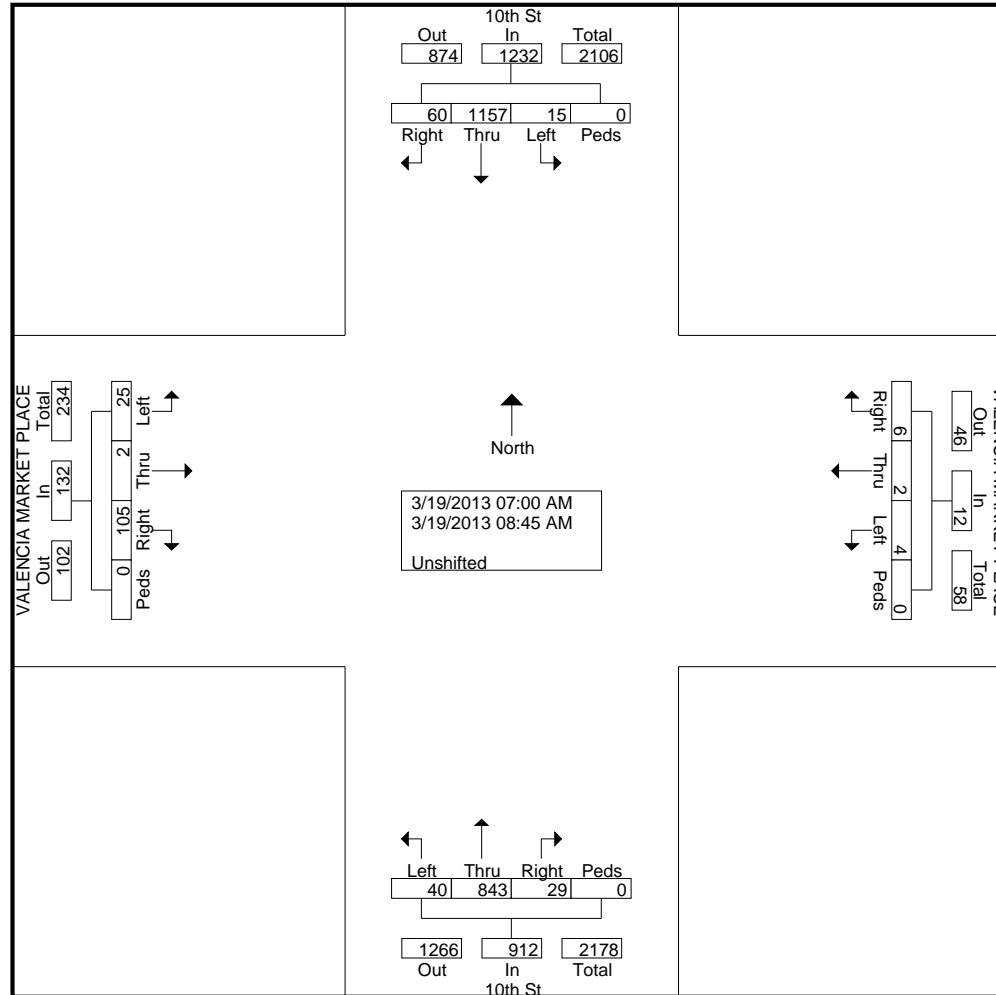 10th St
Out In Total
874 1232 2106
60 1157 15 0
Right Thru Left Peds
VALENCIA MARKET PLACE
Total In Out
234 132 102
25 2 105 0
Left Thru Right Peds
North
3/19/2013 07:00 AM
3/19/2013 08:45 AM
Unshifted
Right Thru Left Peds
6 2 4 0
46 12 58
Out In Total
Left Thru Right Peds
40 843 29 0
1266 912 2178
Out In Total
10th St